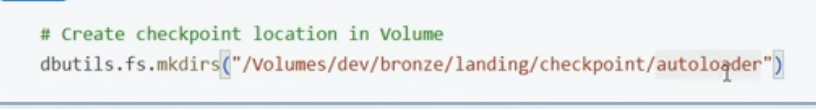 # Create checkpoint location in Volume
dbutils.fs.mkdirs("/Volumes/dev/bronze/landing/checkpoint/autoloader")